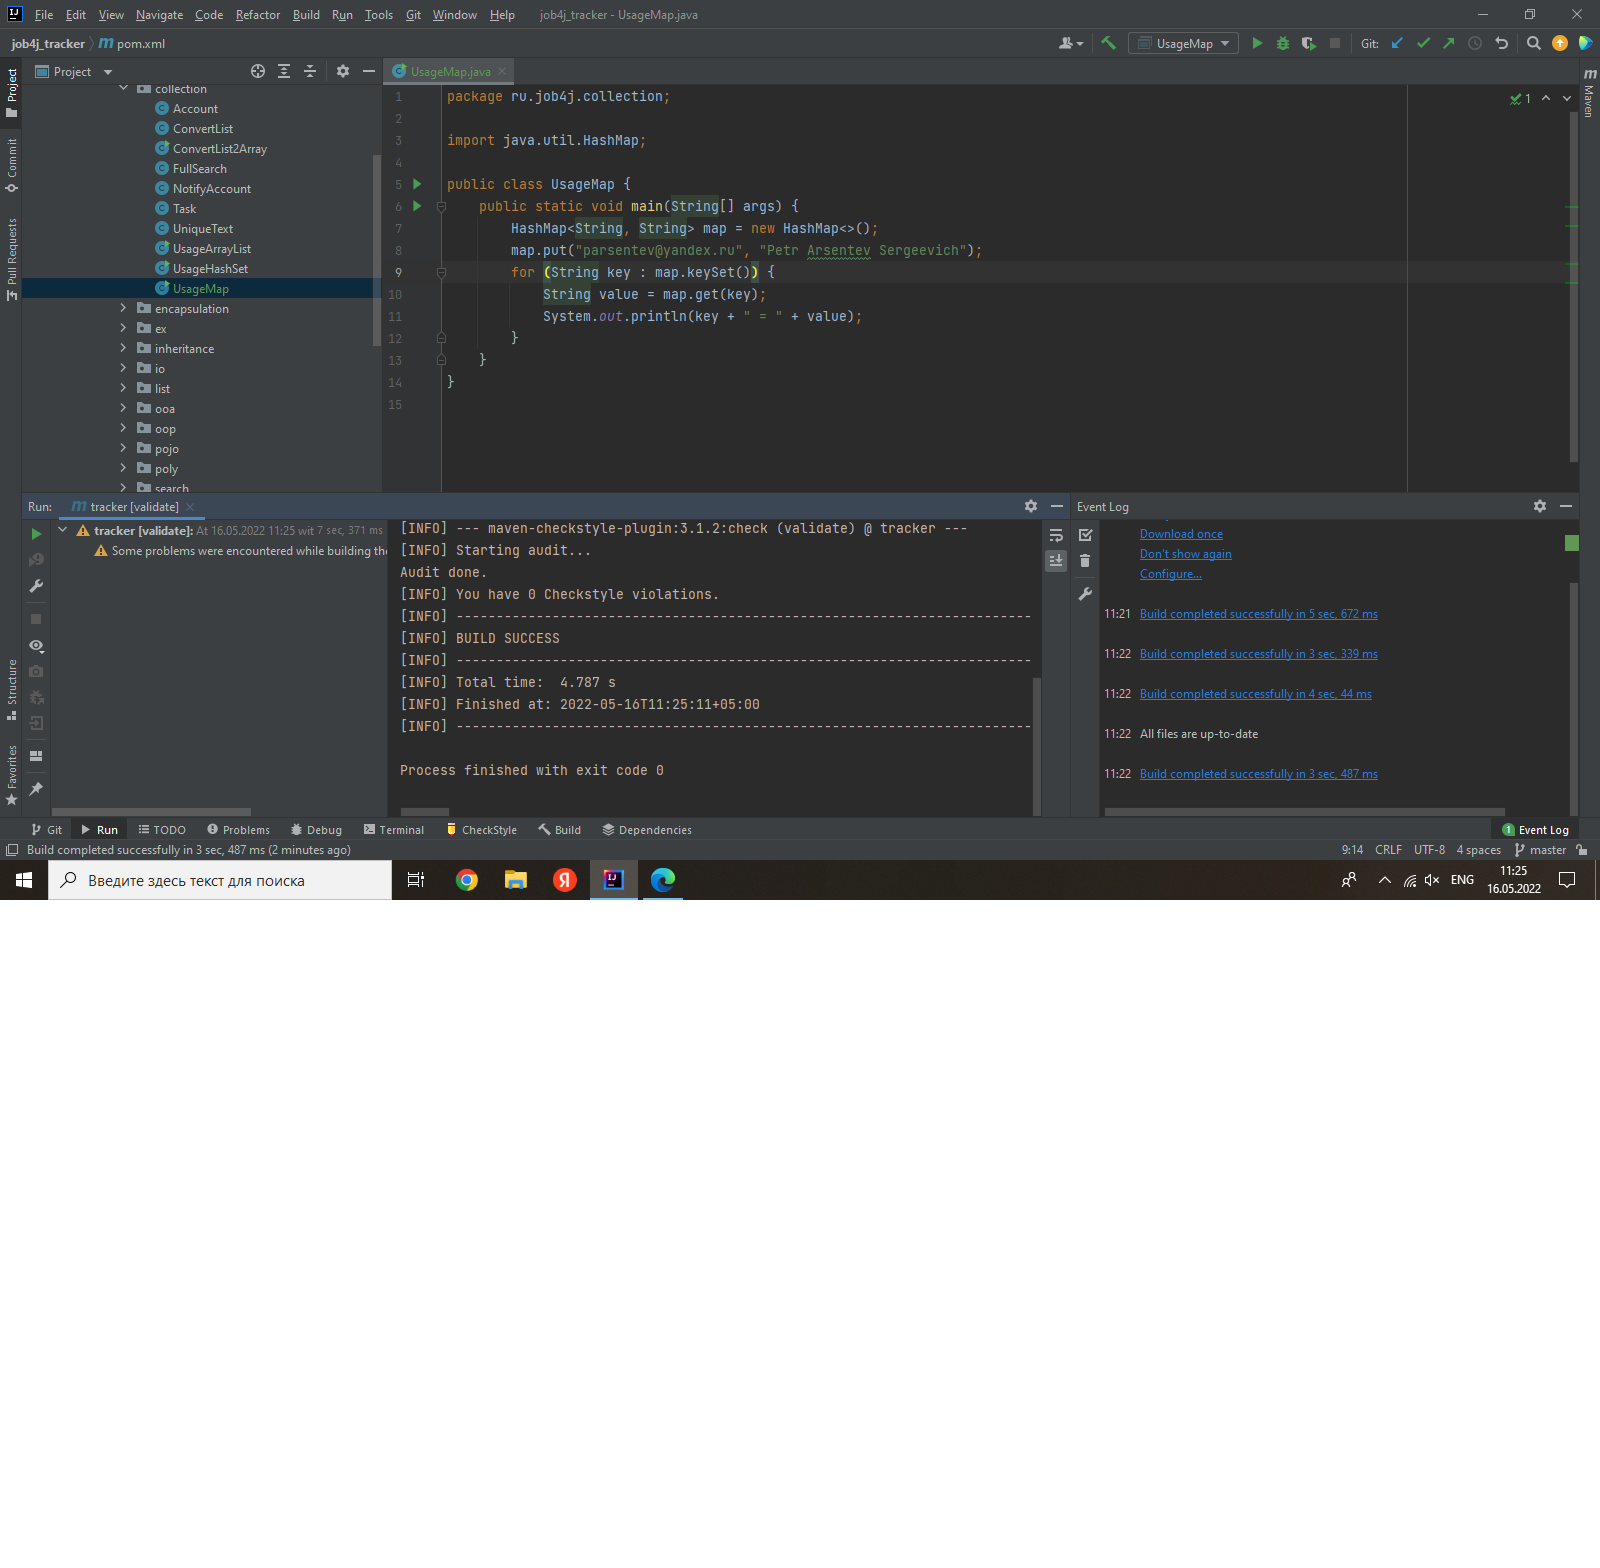 File Edit View Navigate Code Refactor Build Run Tools Git Window Help job4j_tracker - UsageMap.java
job4j_tracker pom.xml
UsageMap Git:
Project
UsageMap.java
Project
Commit
Pull Requests
Structure
Favorites
Maven
collection
Account
ConvertList
ConvertList2Array
FullSearch
NotifyAccount
Task
UniqueText
UsageArrayList
UsageHashSet
UsageMap
encapsulation
ex
inheritance
io
list
ooa
oop
pojo
poly
search
1 package ru.job4j.collection;
2
3 import java.util.HashMap;
4
5 public class UsageMap {
6 public static void main(String[] args) {
7 HashMap<String, String> map = new HashMap<>();
8 map.put("parsentev@yandex.ru", "Petr Arsentev Sergeevich");
9 for (String key : map.keySet()) {
10 String value = map.get(key);
11 System.out.println(key + " = " + value);
12 }
13 }
14 }
15
1
Run: tracker [validate]
tracker [validate]: At 16.05.2022 11:25 wit 7 sec, 371 ms
Some problems were encountered while building the
[INFO] --- maven-checkstyle-plugin:3.1.2:check (validate) @ tracker ---
[INFO] Starting audit...
Audit done.
[INFO] You have 0 Checkstyle violations.
[INFO] ------------------------------------------------------------------------
[INFO] BUILD SUCCESS
[INFO] ------------------------------------------------------------------------
[INFO] Total time:  4.787 s
[INFO] Finished at: 2022-05-16T11:25:11+05:00
[INFO] ------------------------------------------------------------------------
Process finished with exit code 0
Event Log
Download once
Don't show again
Configure...
11:21 Build completed successfully in 5 sec, 672 ms
11:22 Build completed successfully in 3 sec, 339 ms
11:22 Build completed successfully in 4 sec, 44 ms
11:22 All files are up-to-date
11:22 Build completed successfully in 3 sec, 487 ms
Git Run TODO Problems Debug Terminal CheckStyle Build Dependencies 1 Event Log
Build completed successfully in 3 sec, 487 ms (2 minutes ago) 9:14 CRLF UTF-8 4 spaces master
Введите здесь текст для поиска
ENG
11:25
16.05.2022